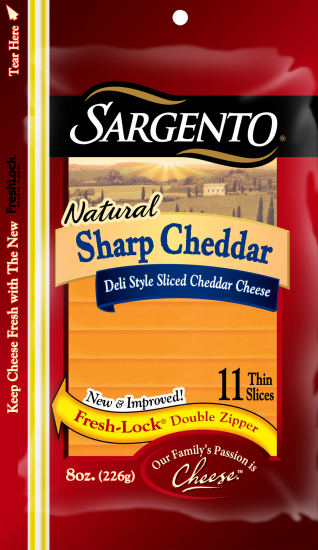 Tear Here
Keep Cheese Fresh with The New FreshLock
SARGENTO®
Natural
Sharp Cheddar
Deli Style Sliced Cheddar Cheese
11 Thin
Slices
New & Improved!
Fresh-Lock® Double Zipper
8oz. (226g)
Our Family's Passion is
Cheese.™